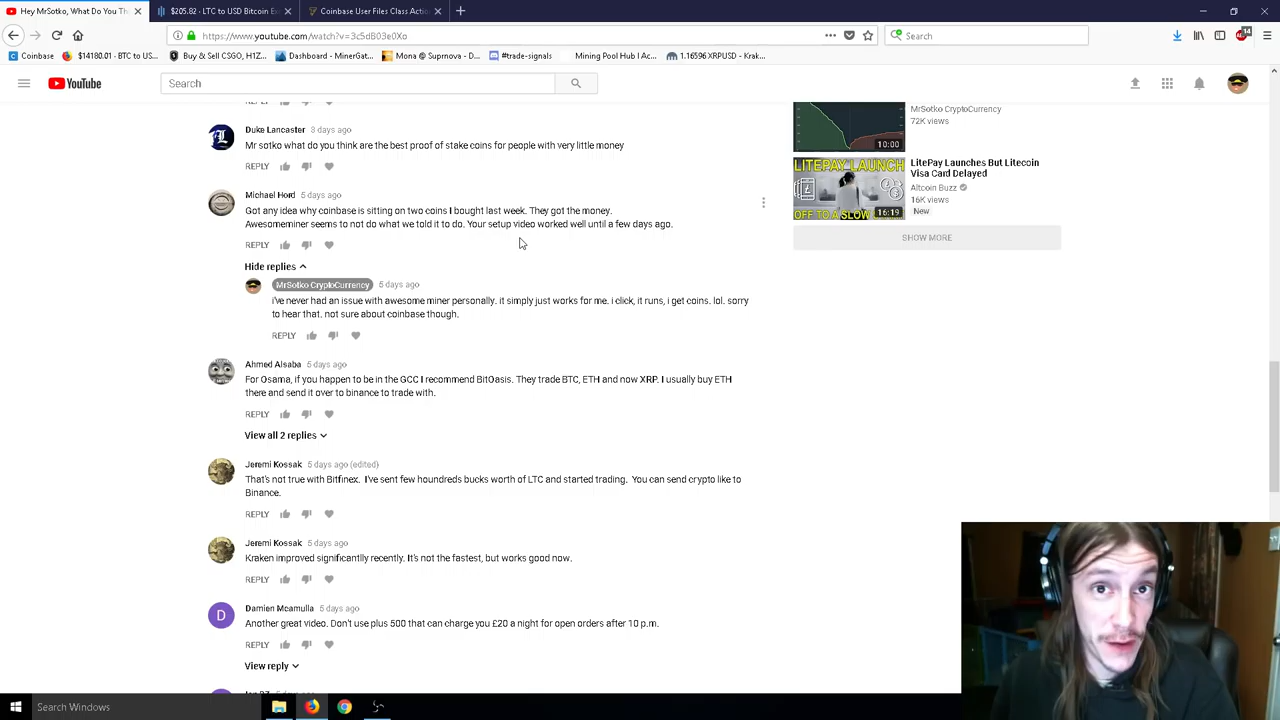 Hey MrSotko, What Do You Th
$205.82 - LTC to USD Bitcoin E
Coinbase User Files Class Actio
https://www.youtube.com/watch?v=3c5dB03e0Xo
Search
14
Coinbase
$14180.01 - BTC to US...
Buy & Sell CSGO, H1Z...
Dashboard - MinerGat...
Mona @ Suprnova - D...
#trade-signals
Mining Pool Hub | Ac...
1.16596 XRPUSD - Krak...
YouTube
Search
REPLY
Duke Lancaster 3 days ago
Mr sotko what do you think are the best proof of stake coins for people with very little money
REPLY
Michael Hord 5 days ago
Got any idea why coinbase is sitting on two coins I bought last week. They got the money.
Awesomeminer seems to not do what we told it to do. Your setup video worked well until a few days ago.
REPLY
Hide replies
MrSotko CryptoCurrency 5 days ago
i've never had an issue with awesome miner personally. it simply just works for me. i click, it runs, i get coins. lol. sorry
to hear that. not sure about coinbase though.
REPLY
Ahmed Alsaba 5 days ago
For Osama, if you happen to be in the GCC I recommend BitOasis. They trade BTC, ETH and now XRP. I usually buy ETH
there and send it over to binance to trade with.
REPLY
View all 2 replies
Jeremi Kossak 5 days ago (edited)
That's not true with Bitfinex. I've sent few houndreds bucks worth of LTC and started trading. You can send crypto like to
Binance.
REPLY
Jeremi Kossak 5 days ago
Kraken improved significantlly recently. It's not the fastest, but works good now.
REPLY
Damien Mcamulla 5 days ago
Another great video. Don't use plus 500 that can charge you £20 a night for open orders after 10 p.m.
REPLY
View reply
MrSotko CryptoCurrency
72K views
10:00
LITEPAY LAUNCH
OFF TO A SLOW
16:19
LitePay Launches But Litecoin
Visa Card Delayed
Altcoin Buzz
16K views
New
SHOW MORE
Search Windows